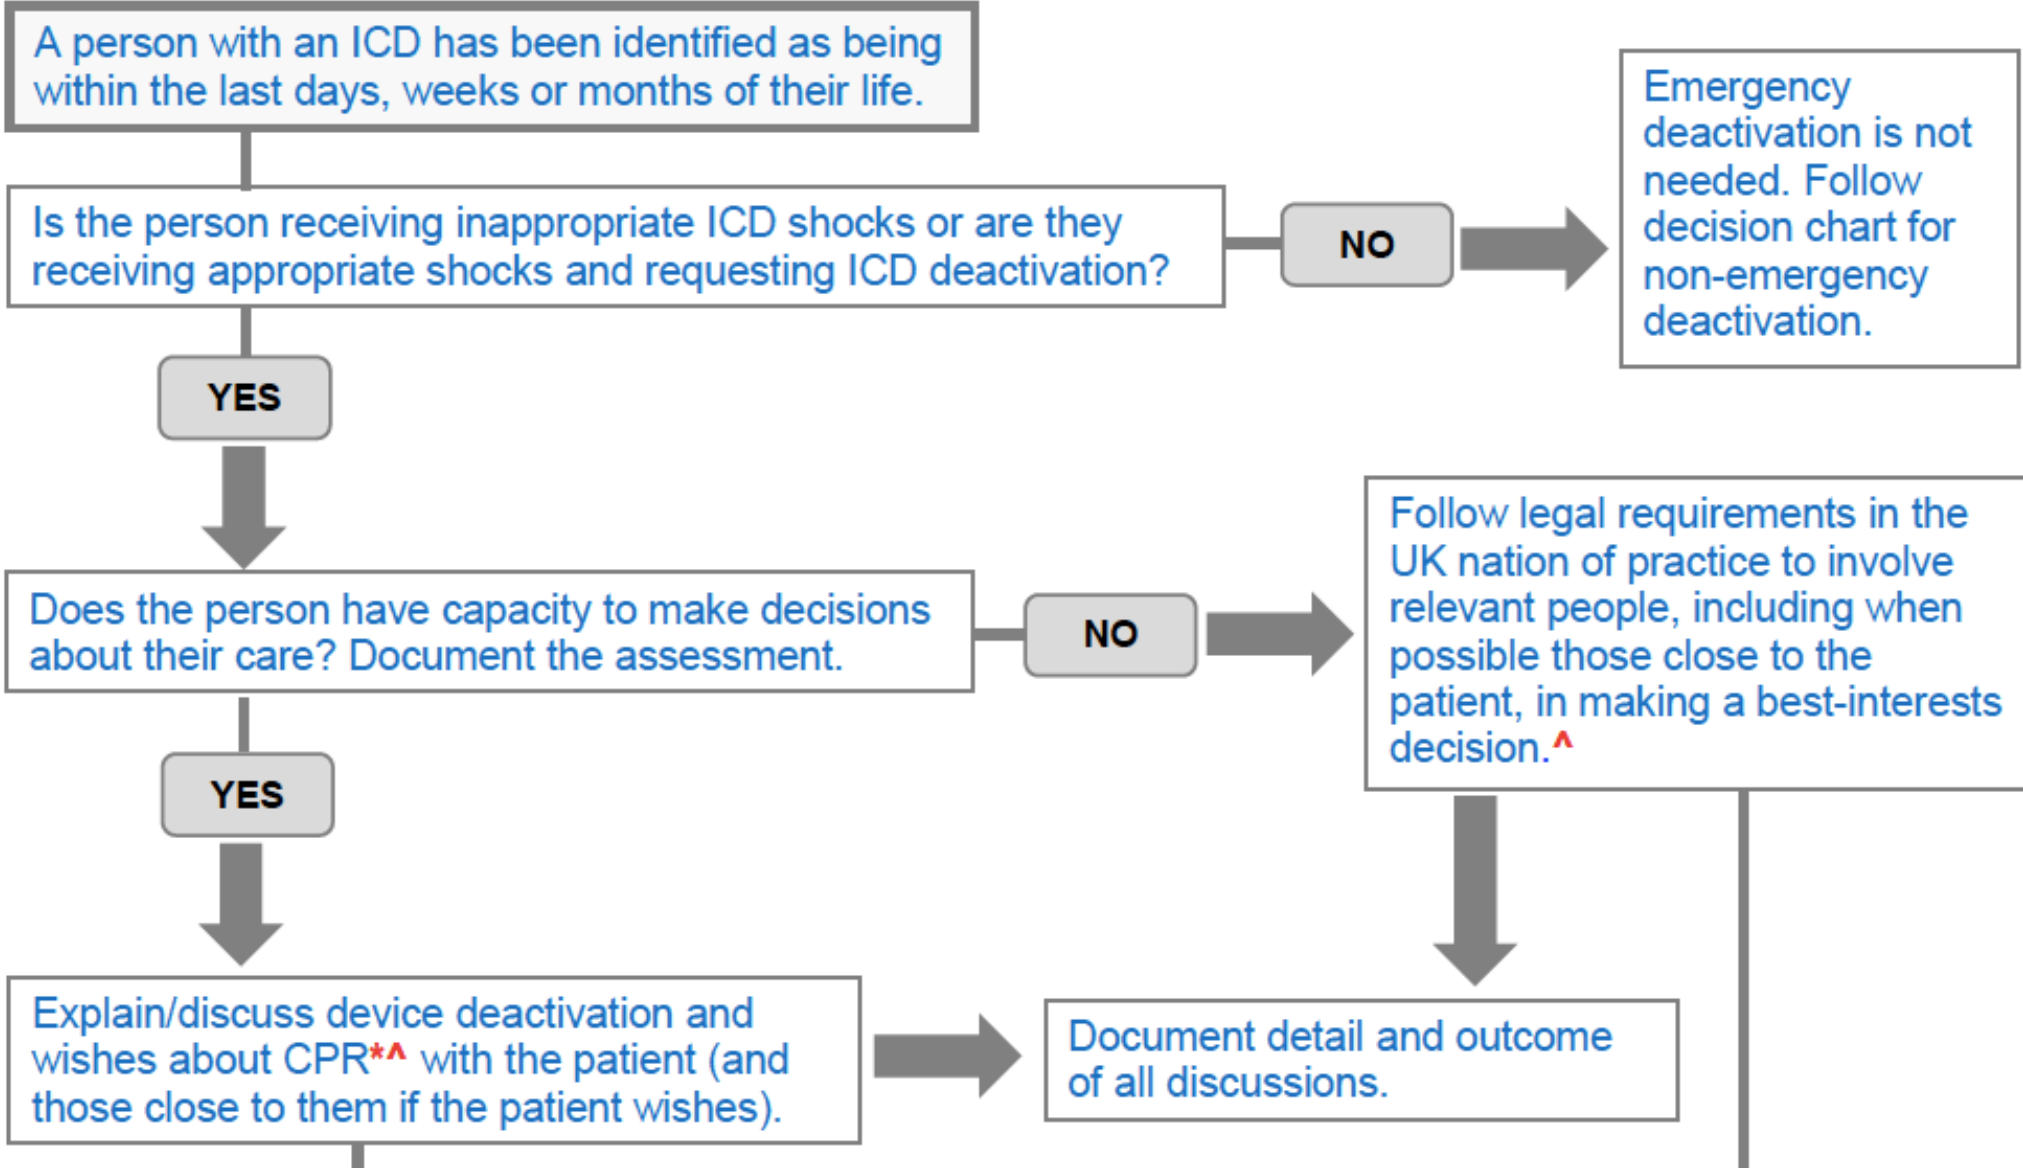 A person with an ICD has been identified as being
within the last days, weeks or months of their life.
Emergency
deactivation is not
needed. Follow
decision chart for
non-emergency
deactivation.
Is the person receiving inappropriate ICD shocks or are they
receiving appropriate shocks and requesting ICD deactivation?
NO
YES
Follow legal requirements in the
UK nation of practice to involve
relevant people, including when
possible those close to the
patient, in making a best-interests
decision.^
Does the person have capacity to make decisions
about their care? Document the assessment.
NO
YES
Explain/discuss device deactivation and
wishes about CPR*^ with the patient (and
those close to them if the patient wishes).
Document detail and outcome
of all discussions.